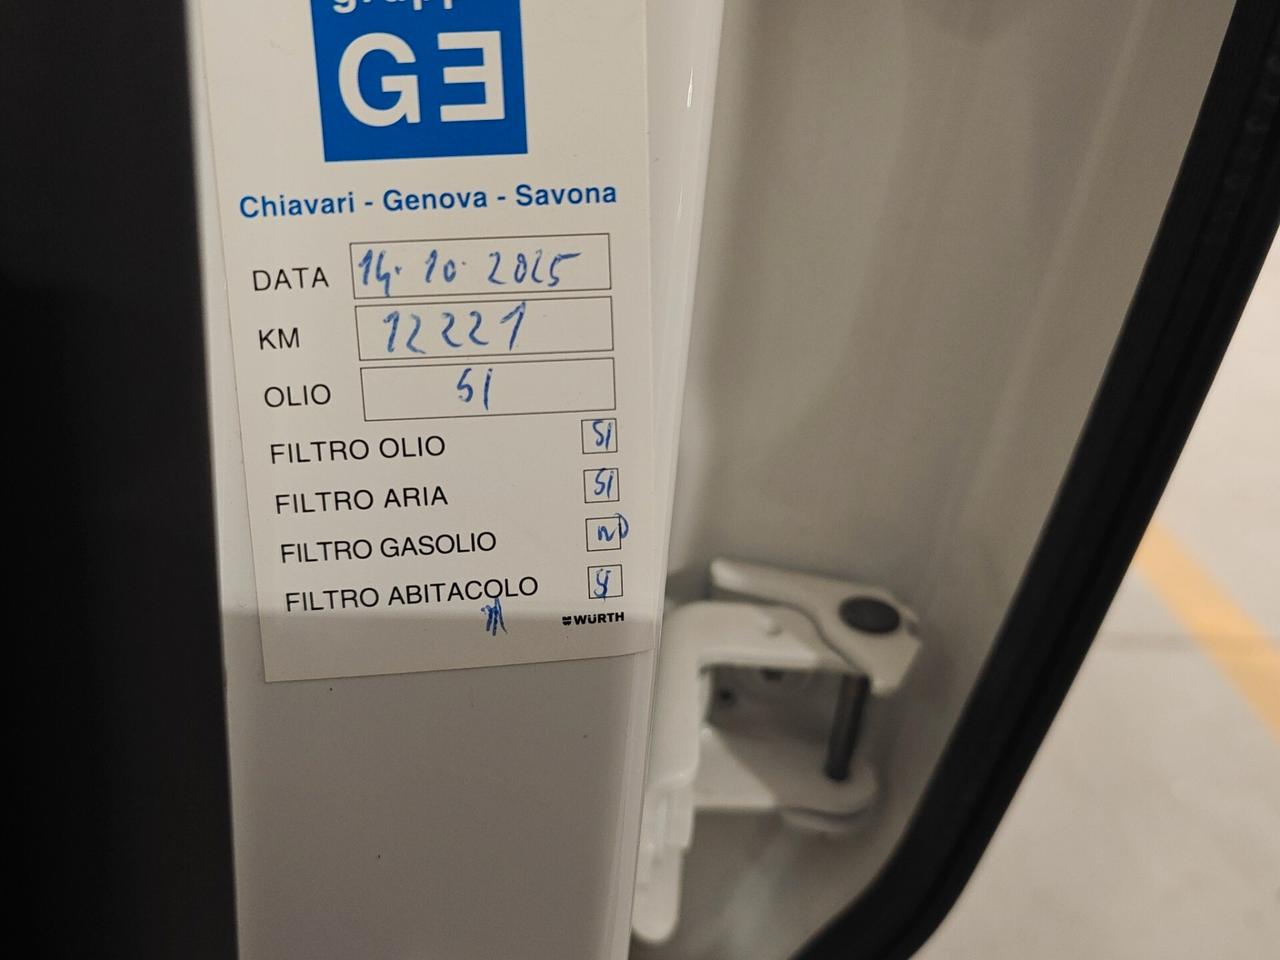 grupp
GE
Chiavari - Genova - Savona
DATA 14.10.2025
KM 12221
OLIO SI
FILTRO OLIO SI
FILTRO ARIA SI
FILTRO GASOLIO NO
FILTRO ABITACOLO SI
WÜRTH